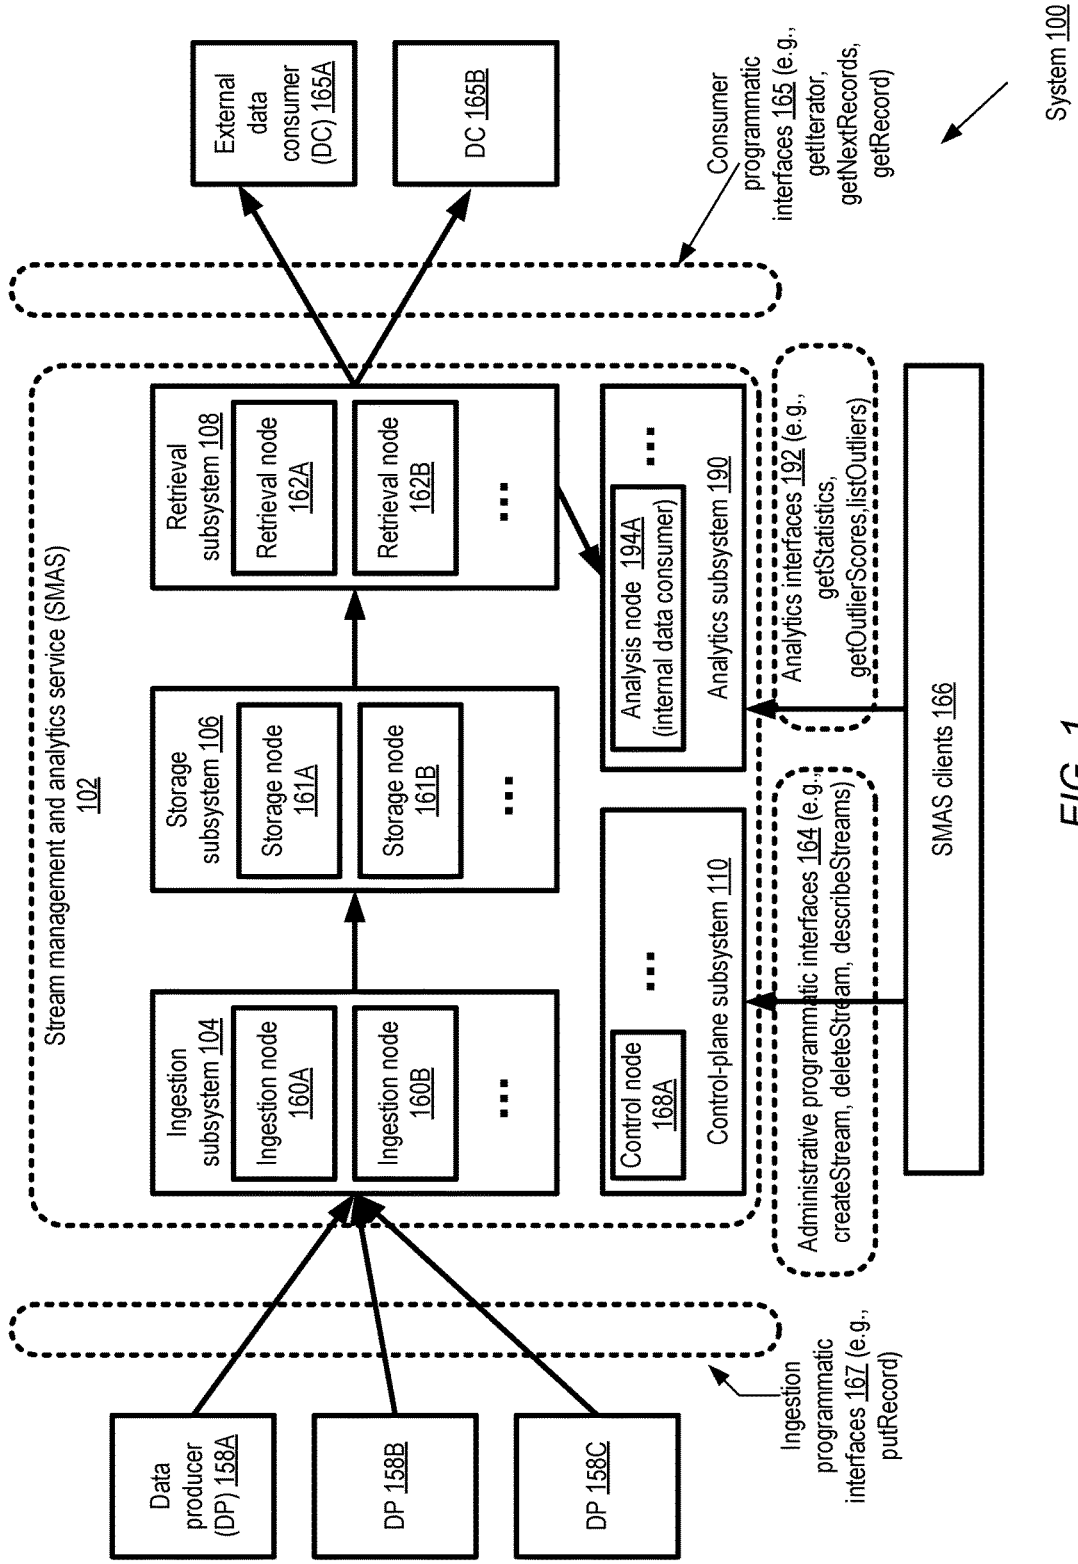 Stream management and analytics service (SMAS)
102
Data
producer
(DP) 158A
DP 158B
DP 158C
Ingestion
programmatic
interfaces 167 (e.g.,
putRecord)
Ingestion
subsystem 104
Ingestion node
160A
Ingestion node
160B
...
Storage
subsystem 106
Storage node
161A
Storage node
161B
...
Retrieval
subsystem 108
Retrieval node
162A
Retrieval node
162B
...
Control node
168A
...
Control-plane subsystem 110
Analysis node 194A
(internal data consumer)
...
Analytics subsystem 190
External
data
consumer
(DC) 165A
DC 165B
Consumer
programmatic
interfaces 165 (e.g.,
getIterator,
getNextRecords,
getRecord)
Administrative programmatic interfaces 164 (e.g.,
createStream, deleteStream, describeStreams)
Analytics interfaces 192 (e.g.,
getStatistics,
getOutlierScores,listOutliers)
SMAS clients 166
System 100
FIG. 1